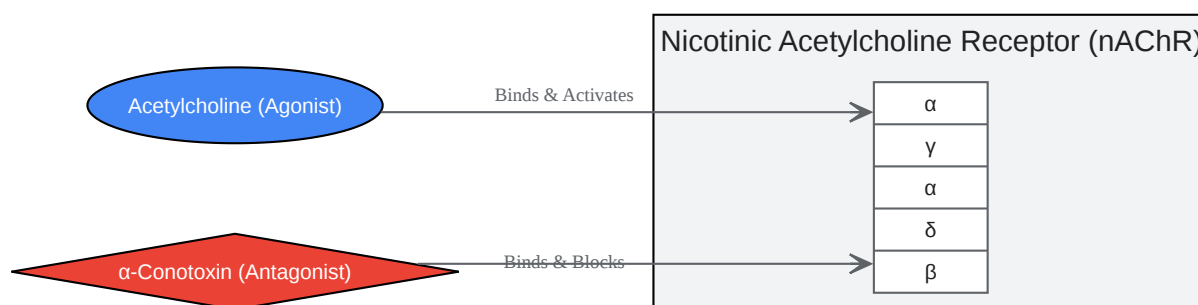 Nicotinic Acetylcholine Receptor (nAChR)
Acetylcholine (Agonist)
Binds & Activates
α
γ
α
δ
β
α-Conotoxin (Antagonist)
Binds & Blocks